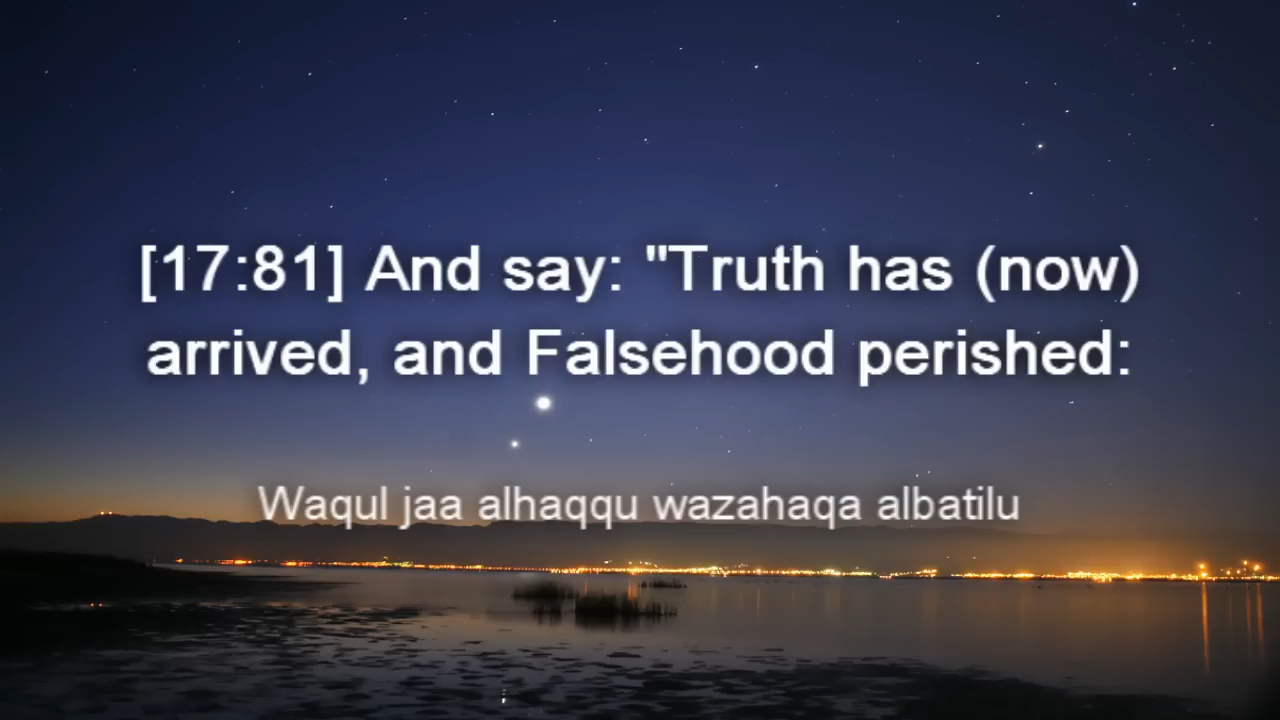 [17:81] And say: "Truth has (now)
arrived, and Falsehood perished:
Waqul jaa alhaqqu wazahaqa albatilu